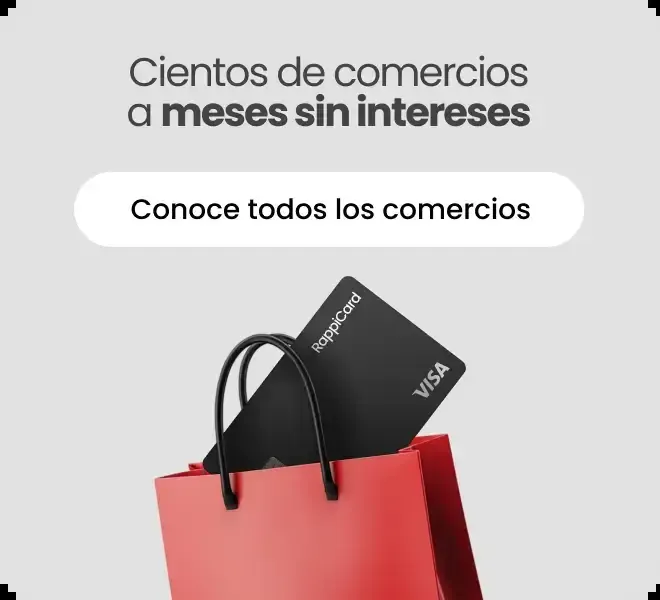 Cientos de comercios
a meses sin intereses
Conoce todos los comercios
RappiCard
VISA